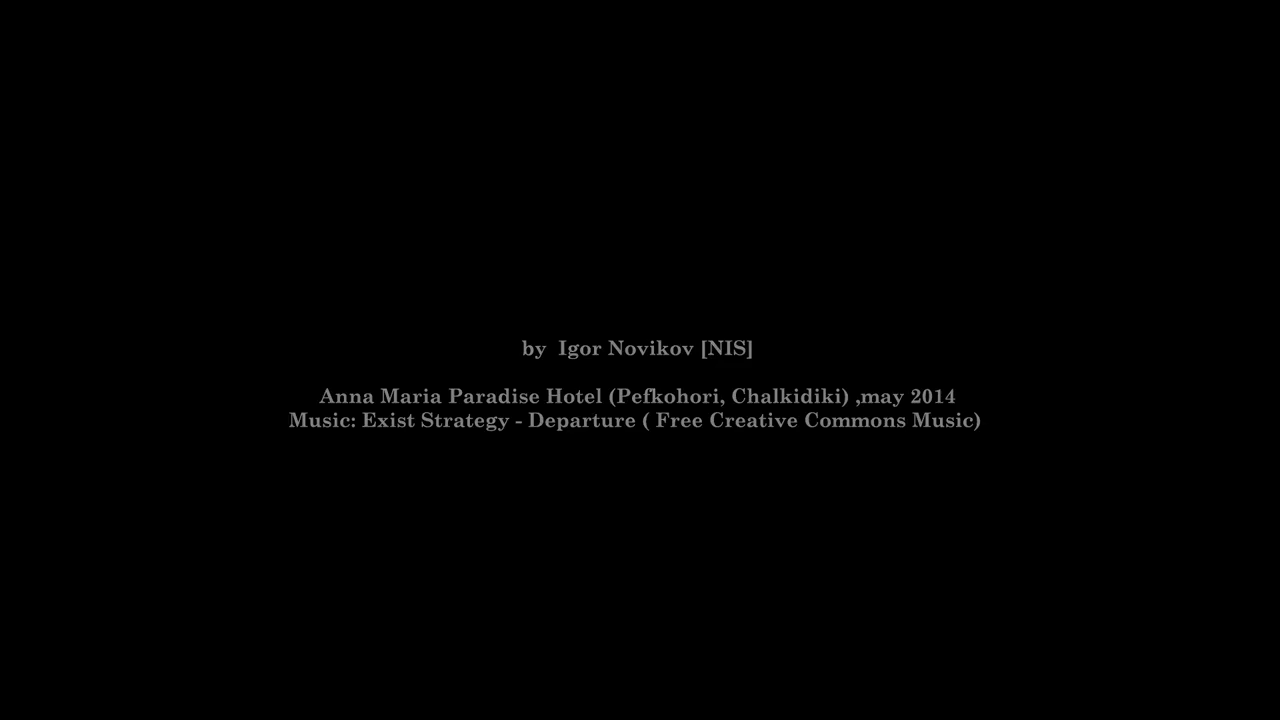 by  Igor Novikov [NIS]
Anna Maria Paradise Hotel (Pefkohori, Chalkidiki) ,may 2014
Music: Exist Strategy - Departure ( Free Creative Commons Music)